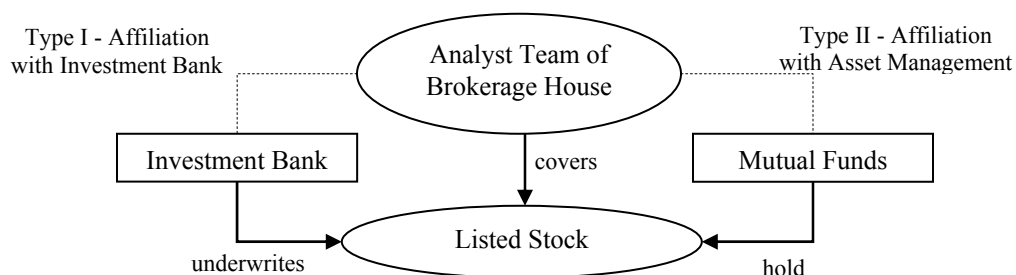 Type I - Affiliation
with Investment Bank
Analyst Team of
Brokerage House
Type II - Affiliation
with Asset Management
Investment Bank
covers
Mutual Funds
Listed Stock
underwrites
hold